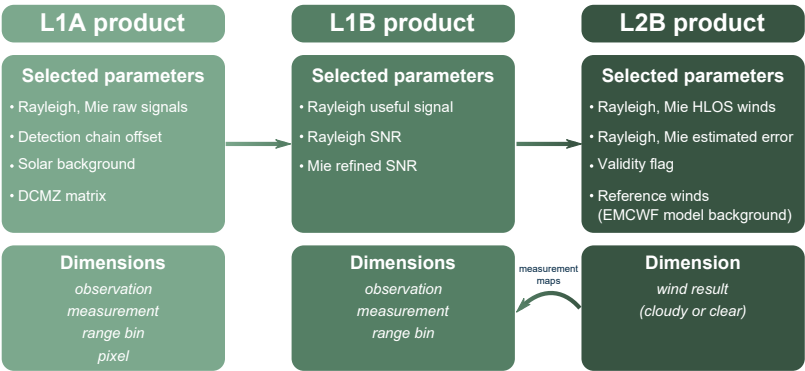 L1A product
Selected parameters
• Rayleigh, Mie raw signals
• Detection chain offset
• Solar background
• DCMZ matrix
Dimensions
observation
measurement
range bin
pixel
L1B product
Selected parameters
• Rayleigh useful signal
• Rayleigh SNR
• Mie refined SNR
Dimensions
observation
measurement
range bin
measurement
maps
L2B product
Selected parameters
• Rayleigh, Mie HLOS winds
• Rayleigh, Mie estimated error
• Validity flag
• Reference winds
(EMCWF model background)
Dimension
wind result
(cloudy or clear)